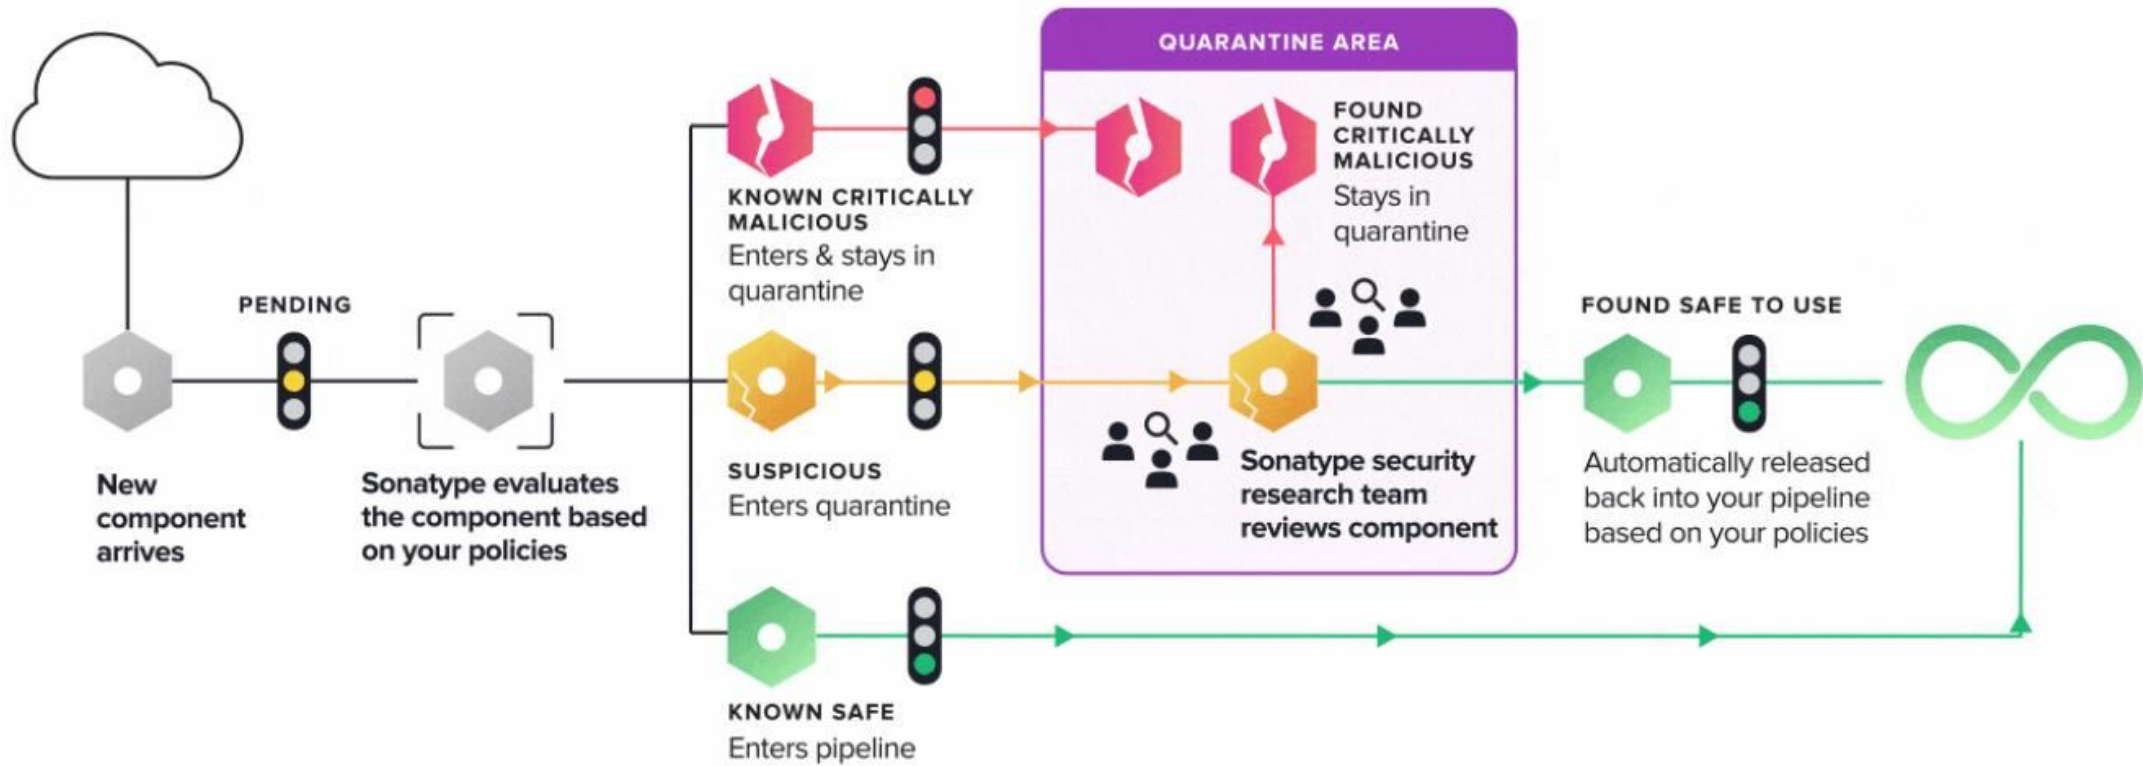 QUARANTINE AREA
KNOWN CRITICALLY
MALICIOUS
Enters & stays in
quarantine
FOUND
CRITICALLY
MALICIOUS
Stays in
quarantine
PENDING
New
component
arrives
Sonatype evaluates
the component based
on your policies
SUSPICIOUS
Enters quarantine
Sonatype security
research team
reviews component
FOUND SAFE TO USE
Automatically released
back into your pipeline
based on your policies
KNOWN SAFE
Enters pipeline